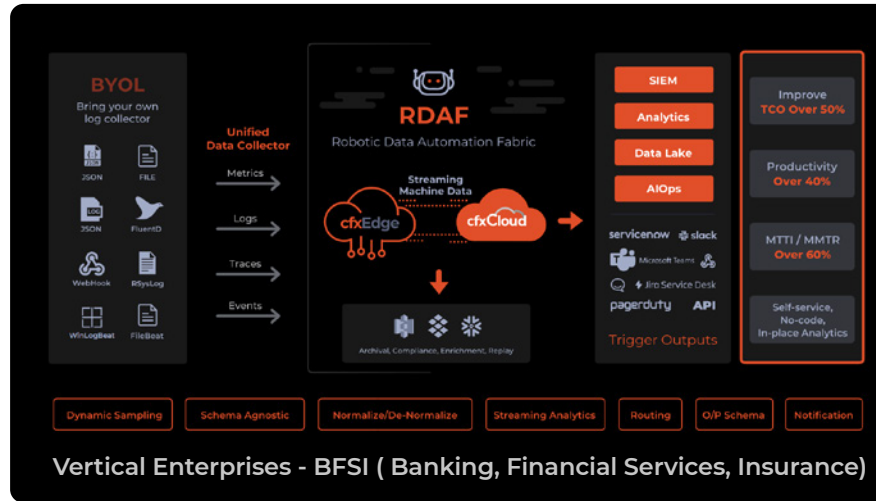 BYOL
Bring your own
log collector
JSON
FILE
LOG
JSON
FluentD
WebHook
RSysLog
WinLogBeat
FileBeat
Unified
Data Collector
Metrics
Logs
Traces
Events
RDAF
Robotic Data Automation Fabric
Streaming
Machine Data
cfxEdge
cfxCloud
Archival, Compliance, Enrichment, Replay
SIEM
Analytics
Data Lake
AIOps
servicenow
slack
Microsoft Teams
Jira Service Desk
pagerduty
API
Trigger Outputs
Improve
TCO Over 50%
Productivity
Over 40%
MTTI / MMTR
Over 60%
Self-service,
No-code,
In-place Analytics
Dynamic Sampling
Schema Agnostic
Normalize/De-Normalize
Streaming Analytics
Routing
O/P Schema
Notification
Vertical Enterprises - BFSI ( Banking, Financial Services, Insurance)